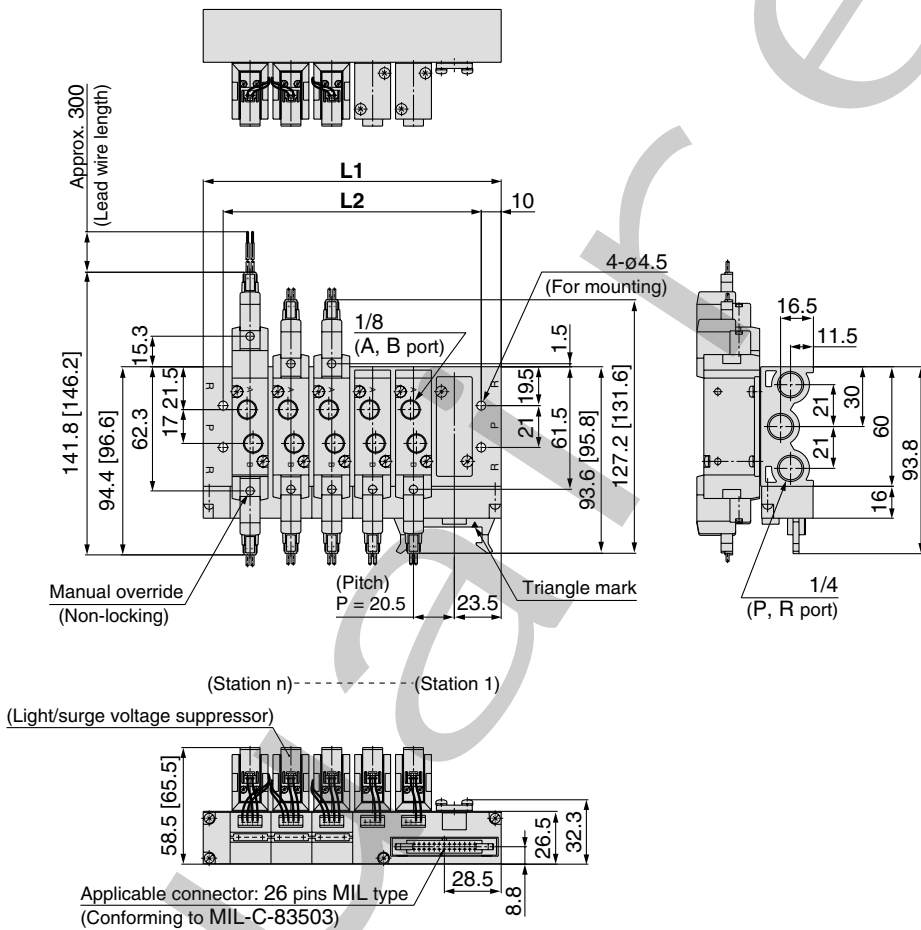 Approx. 300
(Lead wire length)
L1
L2
10
4-ø4.5
(For mounting)
1/8
(A, B port)
15.3
21.5
17
62.3
141.8 [146.2]
94.4 [96.6]
1.5
19.5
21
61.5
93.6 [95.8]
127.2 [131.6]
R
P
R
A
B
A
B
A
B
A
B
A
B
R
P
R
16.5
11.5
21
21
30
60
16
93.8
Manual override
(Non-locking)
(Pitch)
P = 20.5
23.5
Triangle mark
1/4
(P, R port)
(Station n)
(Station 1)
(Light/surge voltage suppressor)
58.5 [65.5]
26.5
32.3
28.5
8.8
Applicable connector: 26 pins MIL type
(Conforming to MIL-C-83503)